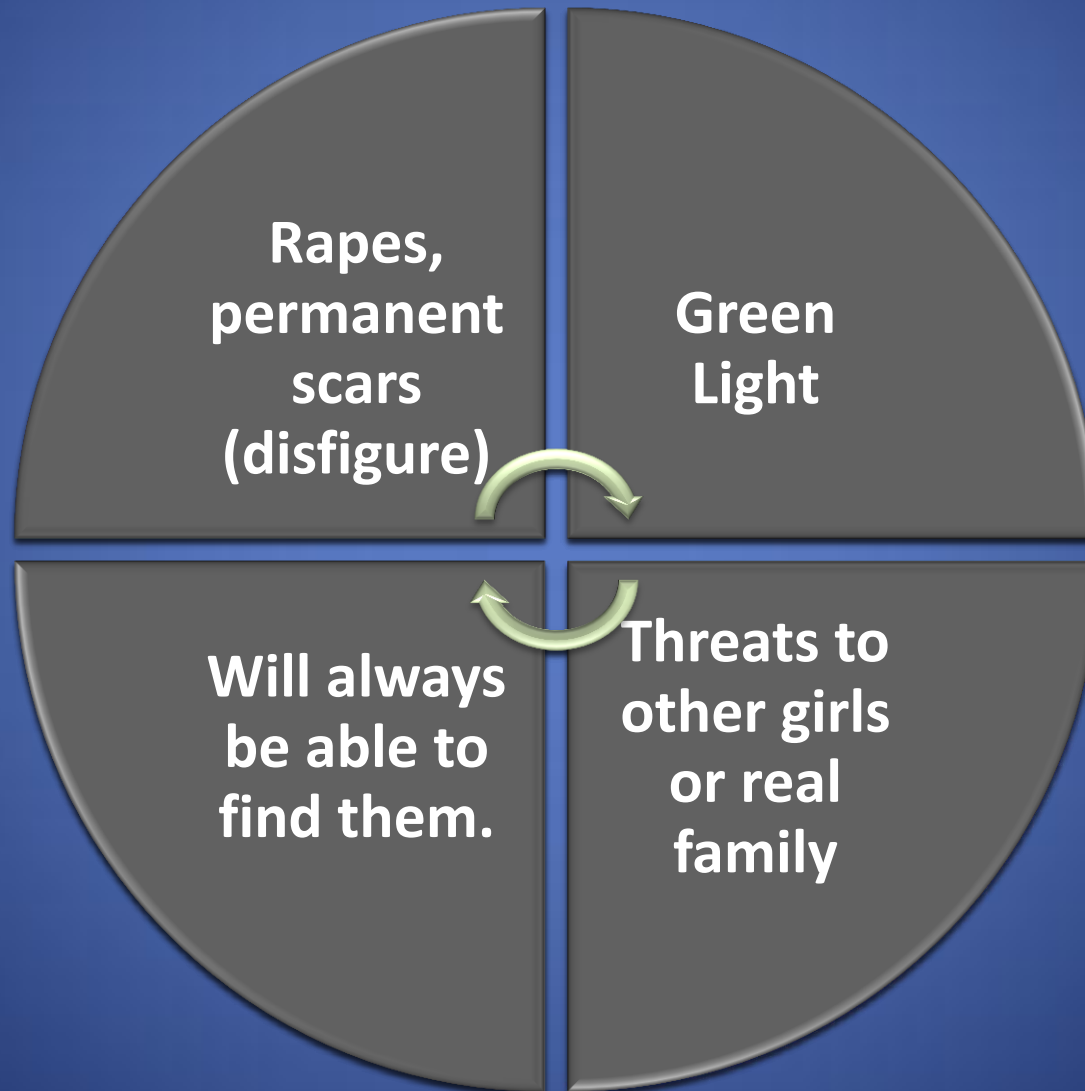 Rapes,
permanent
scars
(disfigure)
Green
Light
Threats to
other girls
or real
family
Will always
be able to
find them.